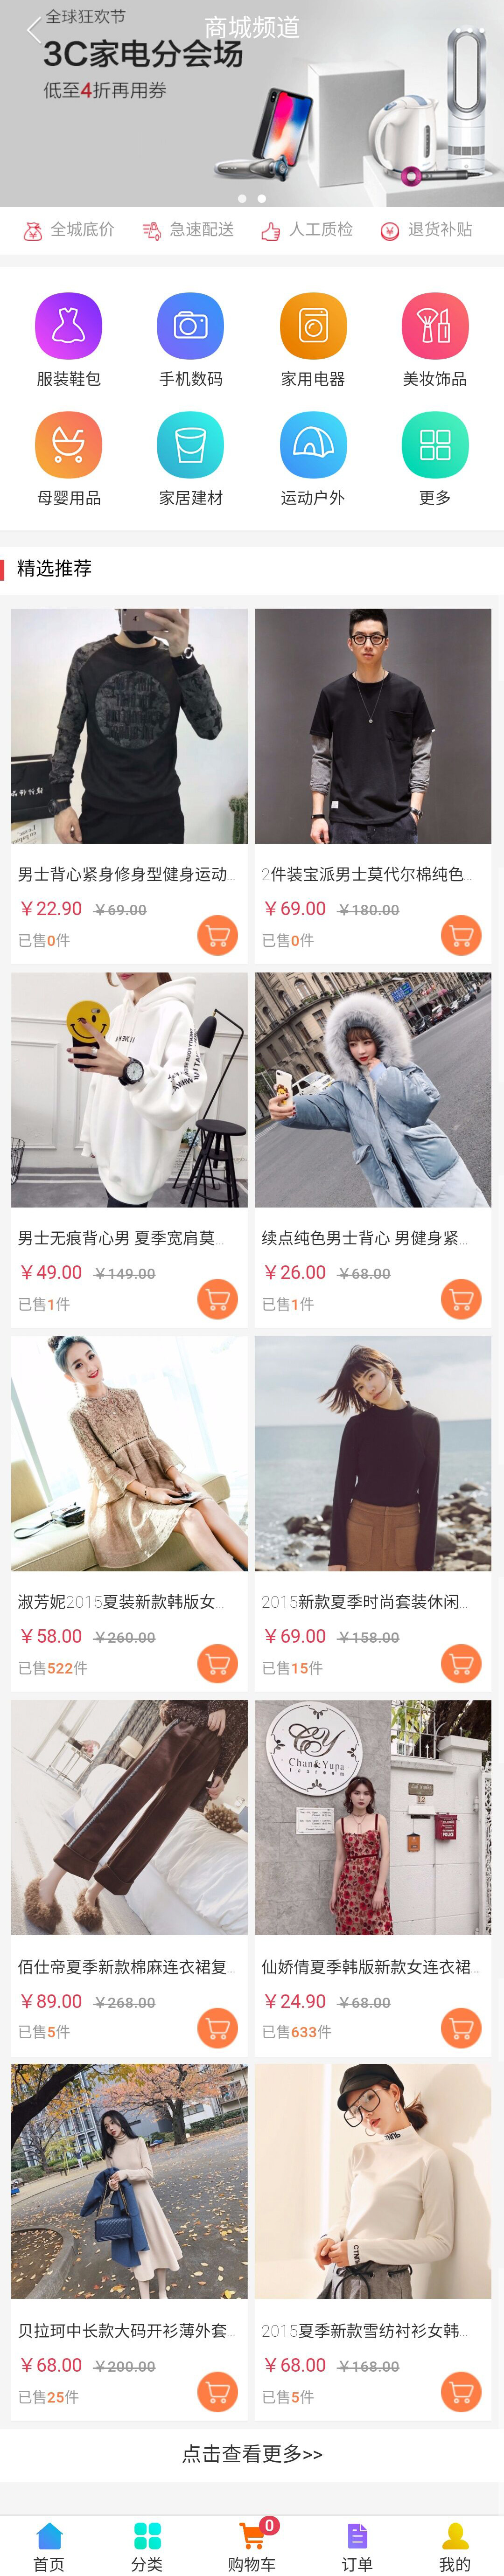 全球狂欢节
商城频道
3C家电分会场
低至4折再用券
全城底价
急速配送
人工质检
退货补贴
服装鞋包
手机数码
家用电器
美妆饰品
母婴用品
家居建材
运动户外
更多
精选推荐
男士背心紧身修身型健身运动...
¥22.90 ¥69.00
已售0件
2件装宝派男士莫代尔棉纯色...
¥69.00 ¥180.00
已售0件
男士无痕背心男 夏季宽肩莫...
¥49.00 ¥149.00
已售1件
续点纯色男士背心 男健身紧...
¥26.00 ¥68.00
已售1件
淑芳妮2015夏装新款韩版女...
¥58.00 ¥260.00
已售522件
2015新款夏季时尚套装休闲...
¥69.00 ¥158.00
已售15件
CY
Chan&Yupa
Icream
POLICE
佰仕帝夏季新款棉麻连衣裙复...
¥89.00 ¥268.00
已售5件
仙娇倩夏季韩版新款女连衣裙...
¥24.90 ¥68.00
已售633件
贝拉珂中长款大码开衫薄外套...
¥68.00 ¥200.00
已售25件
2015夏季新款雪纺衬衫女韩...
¥68.00 ¥168.00
已售5件
点击查看更多>>
0
首页
分类
购物车
订单
我的